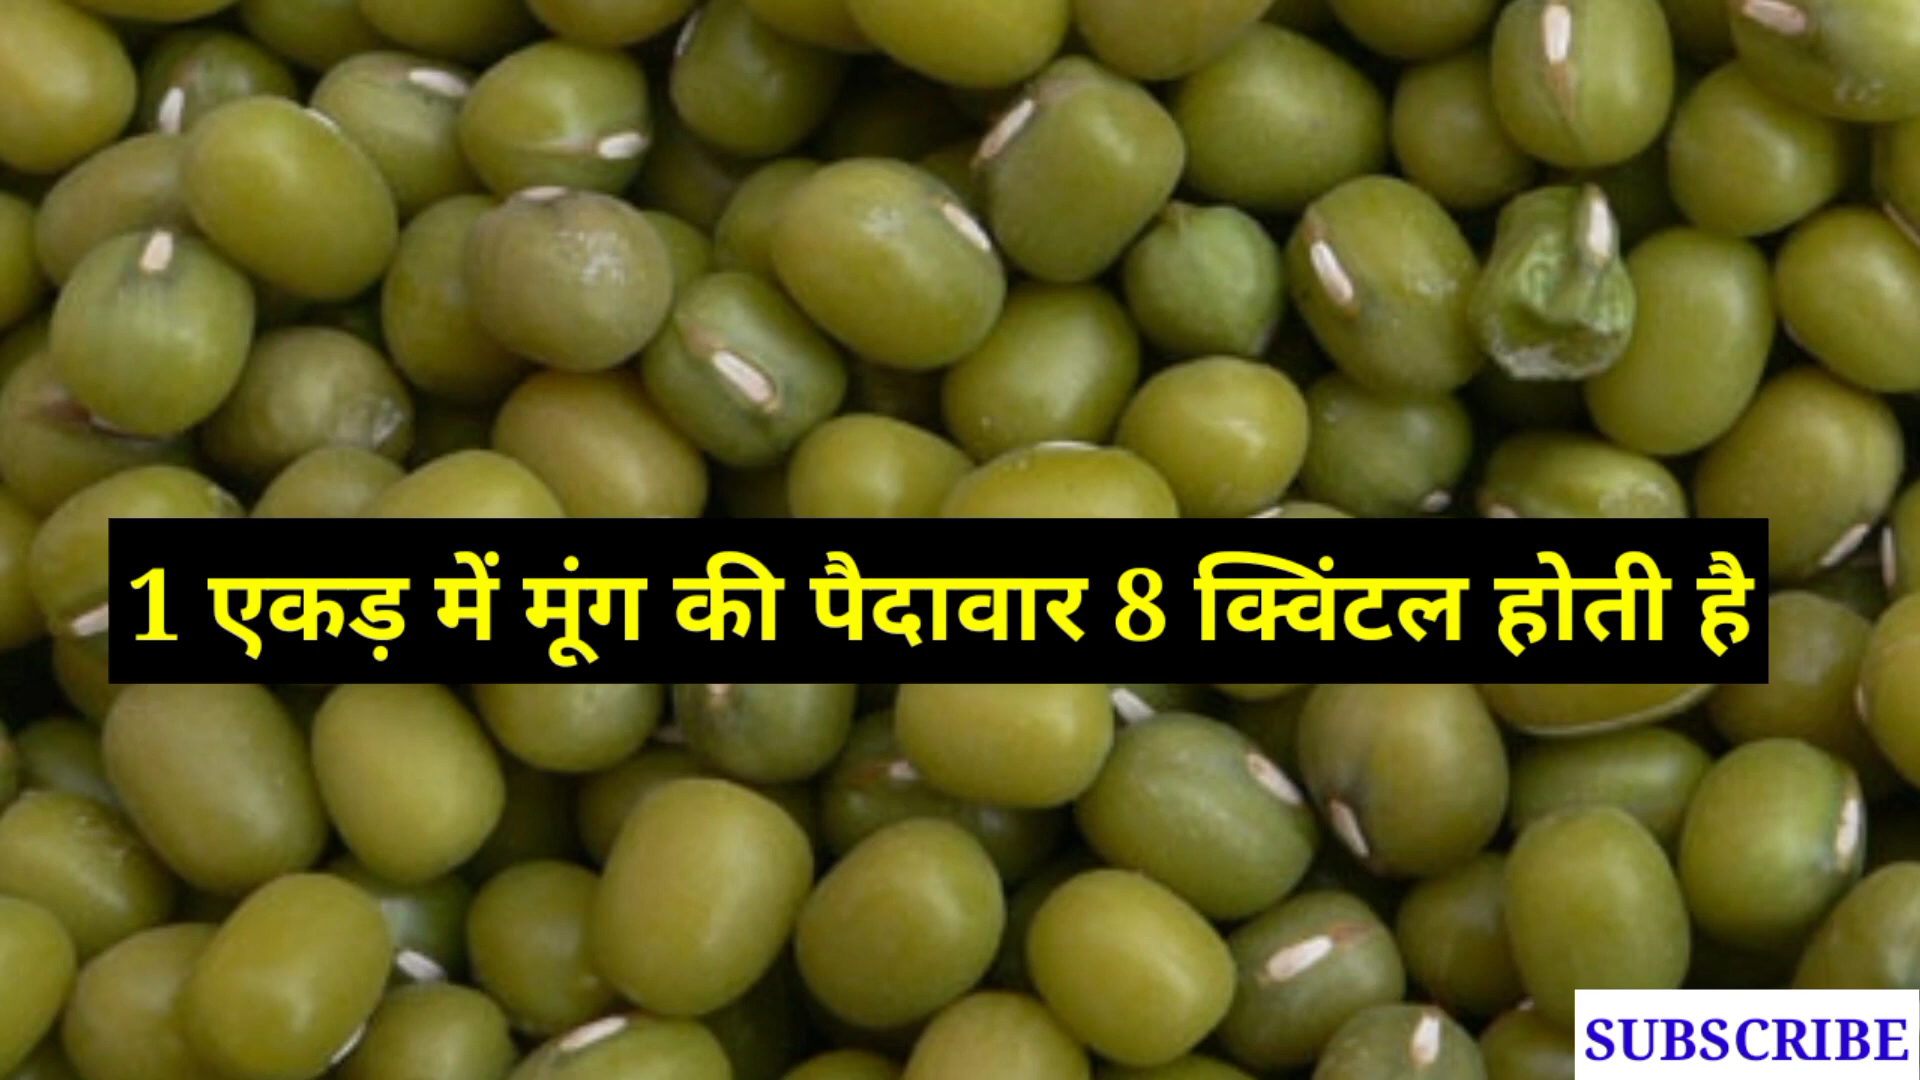 1 एकड़ में मूंग की पैदावार 8 क्विंटल होती है
SUBSCRIBE